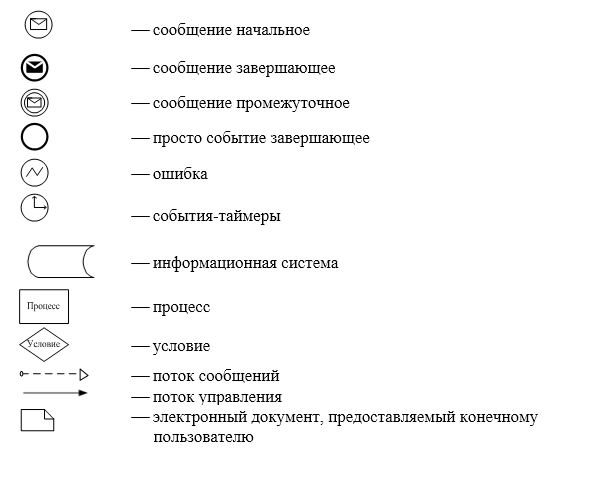 — сообщение начальное
— сообщение завершающее
— сообщение промежуточное
— просто событие завершающее
— ошибка
— события-таймеры
— информационная система
Процесс — процесс
Условие — условие
— поток сообщений
— поток управления
— электронный документ, предоставляемый конечному
пользователю